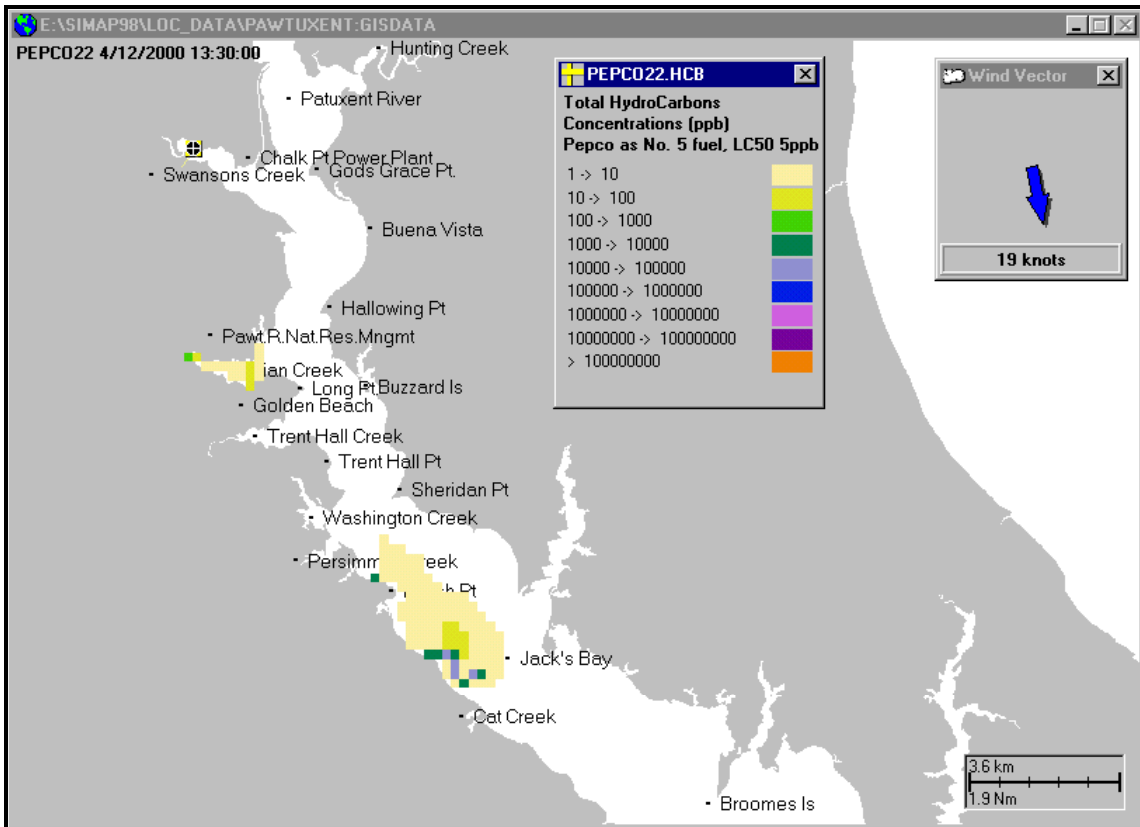 E:\SIMAP98\LOC_DATA\PAWTUXENT:GISDATA
PEPCO22 4/12/2000 13:30:00
Hunting Creek
Patuxent River
Chalk Pt Power Plant
Swansons Creek
Gods Grace Pt.
Buena Vista
Hallowing Pt
Pawt.R.Nat.Res.Mngmt
ian Creek
Long Pt.
Buzzard Is
Golden Beach
Trent Hall Creek
Trent Hall Pt
Sheridan Pt
Washington Creek
Persimm reek
h Pt
Jack's Bay
Cat Creek
Broomes Is
PEPCO22.HCB
Total HydroCarbons
Concentrations (ppb)
Pepco as No. 5 fuel, LC50 5ppb
1 -> 10
10 -> 100
100 -> 1000
1000 -> 10000
10000 -> 100000
100000 -> 1000000
1000000 -> 10000000
10000000 -> 100000000
> 100000000
Wind Vector
19 knots
3.6 km
1.9 Nm